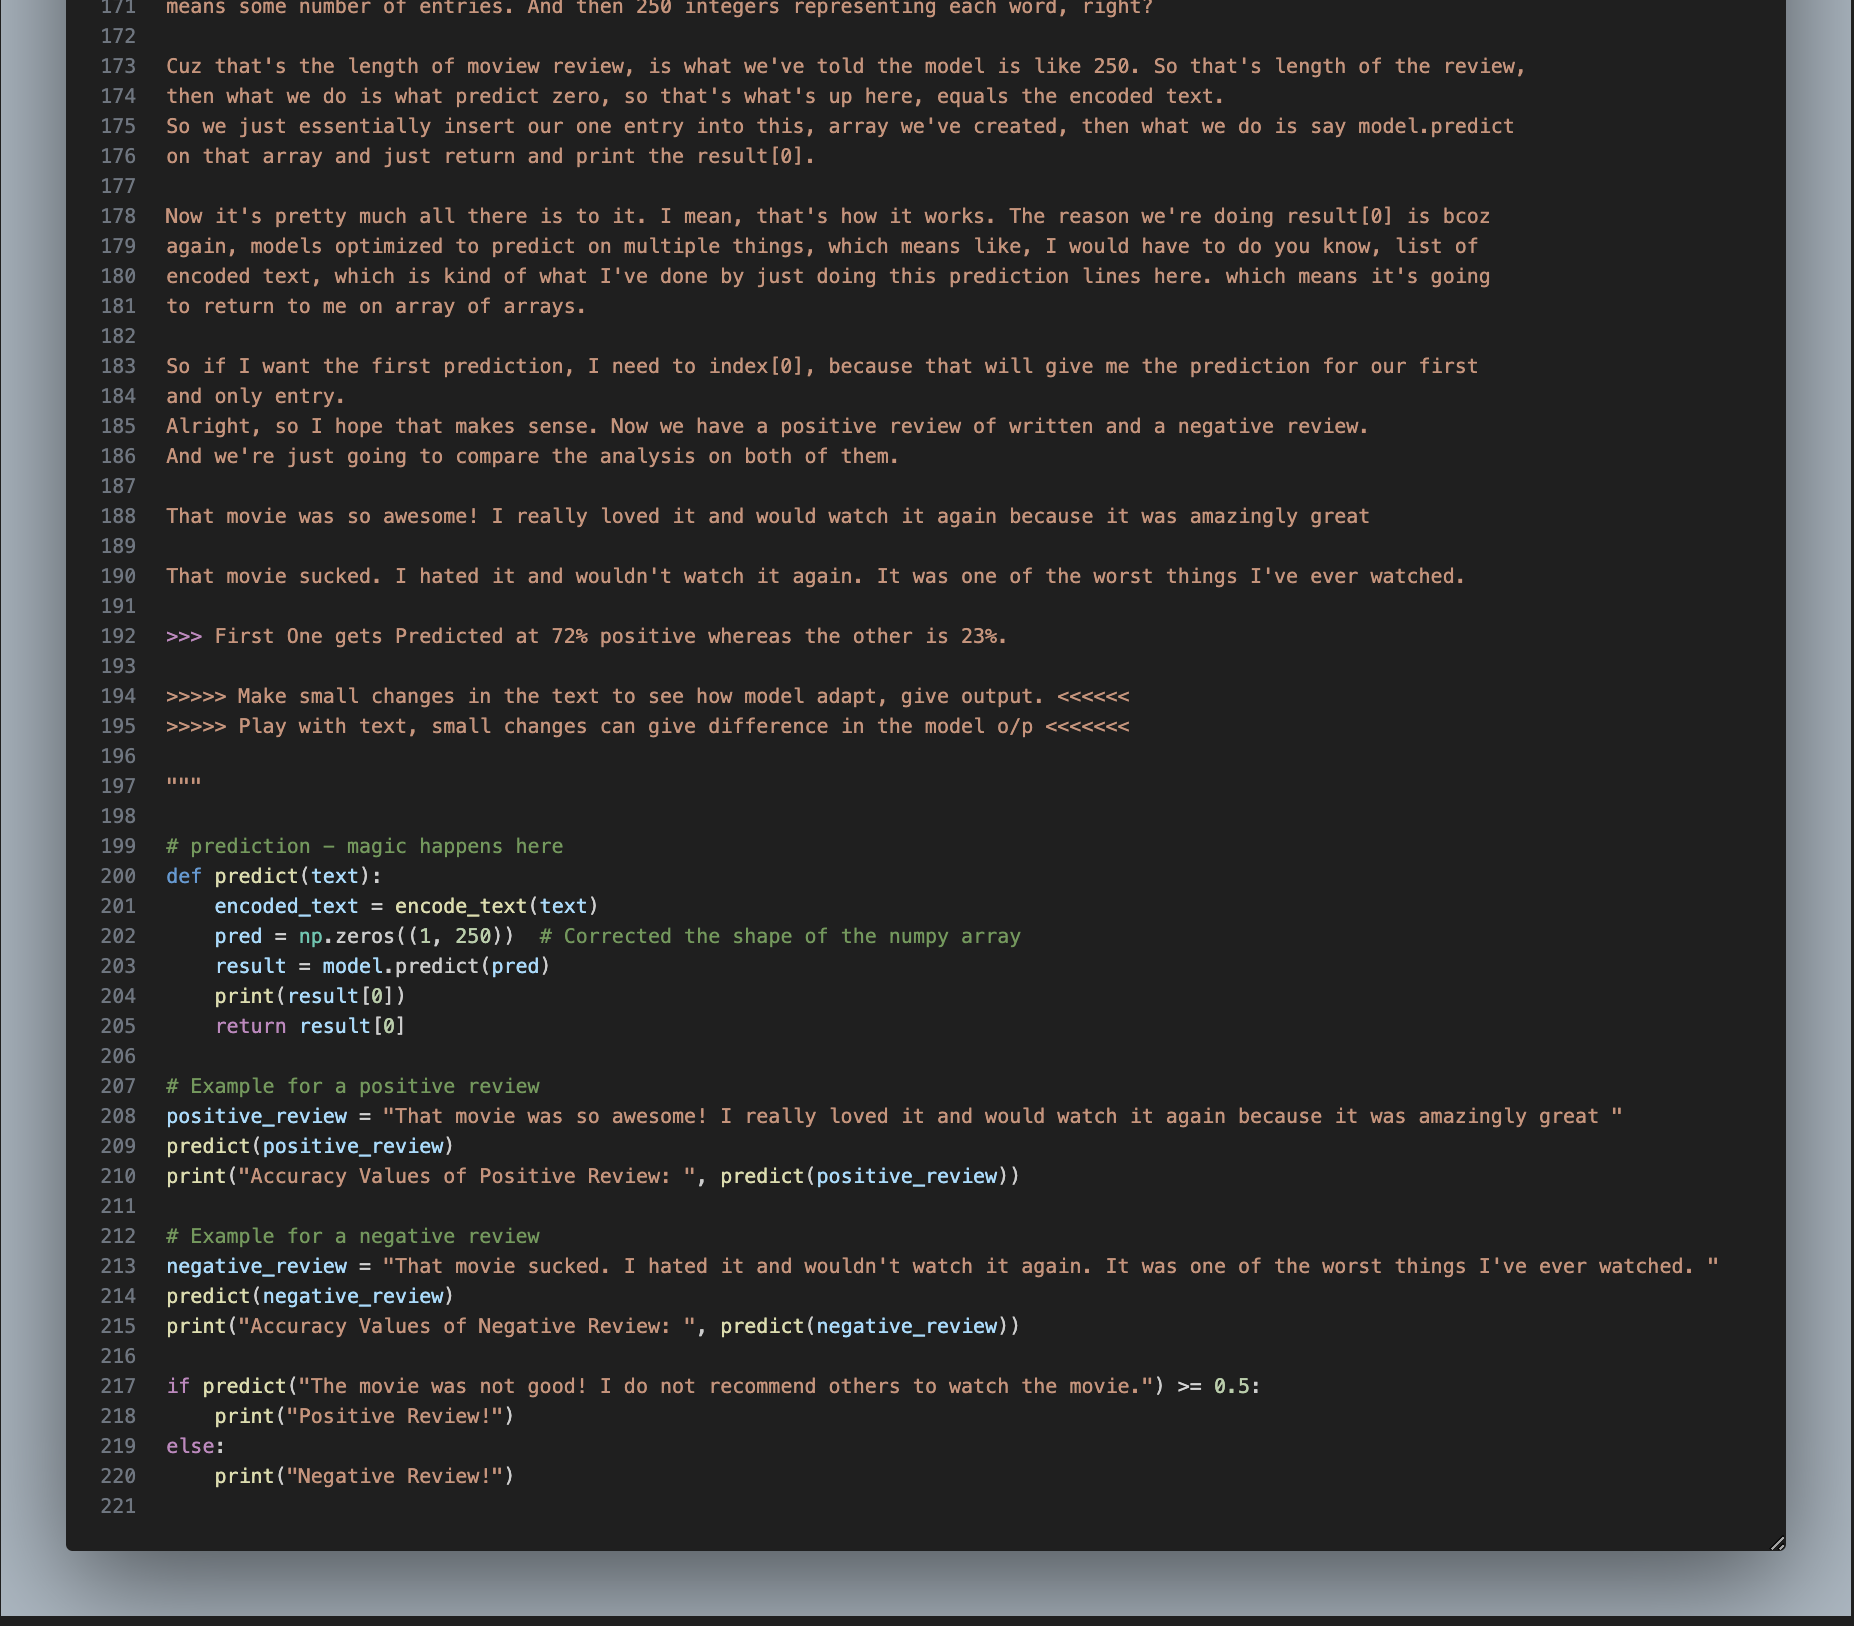 171 means some number of entries. And then 250 integers representing each word, right?
172
173 Cuz that's the length of moview review, is what we've told the model is like 250. So that's length of the review,
174 then what we do is what predict zero, so that's what's up here, equals the encoded text.
175 So we just essentially insert our one entry into this, array we've created, then what we do is say model.predict
176 on that array and just return and print the result[0].
177
178 Now it's pretty much all there is to it. I mean, that's how it works. The reason we're doing result[0] is bcoz
179 again, models optimized to predict on multiple things, which means like, I would have to do you know, list of
180 encoded text, which is kind of what I've done by just doing this prediction lines here. which means it's going
181 to return to me on array of arrays.
182
183 So if I want the first prediction, I need to index[0], because that will give me the prediction for our first
184 and only entry.
185 Alright, so I hope that makes sense. Now we have a positive review of written and a negative review.
186 And we're just going to compare the analysis on both of them.
187
188 That movie was so awesome! I really loved it and would watch it again because it was amazingly great
189
190 That movie sucked. I hated it and wouldn't watch it again. It was one of the worst things I've ever watched.
191
192 >>> First One gets Predicted at 72% positive whereas the other is 23%.
193
194 >>>>> Make small changes in the text to see how model adapt, give output. <<<<<<
195 >>>>> Play with text, small changes can give difference in the model o/p <<<<<<<
196
197 """
198
199 # prediction – magic happens here
200 def predict(text):
201     encoded_text = encode_text(text)
202     pred = np.zeros((1, 250))  # Corrected the shape of the numpy array
203     result = model.predict(pred)
204     print(result[0])
205     return result[0]
206
207 # Example for a positive review
208 positive_review = "That movie was so awesome! I really loved it and would watch it again because it was amazingly great "
209 predict(positive_review)
210 print("Accuracy Values of Positive Review: ", predict(positive_review))
211
212 # Example for a negative review
213 negative_review = "That movie sucked. I hated it and wouldn't watch it again. It was one of the worst things I've ever watched. "
214 predict(negative_review)
215 print("Accuracy Values of Negative Review: ", predict(negative_review))
216
217 if predict("The movie was not good! I do not recommend others to watch the movie.") >= 0.5:
218     print("Positive Review!")
219 else:
220     print("Negative Review!")
221